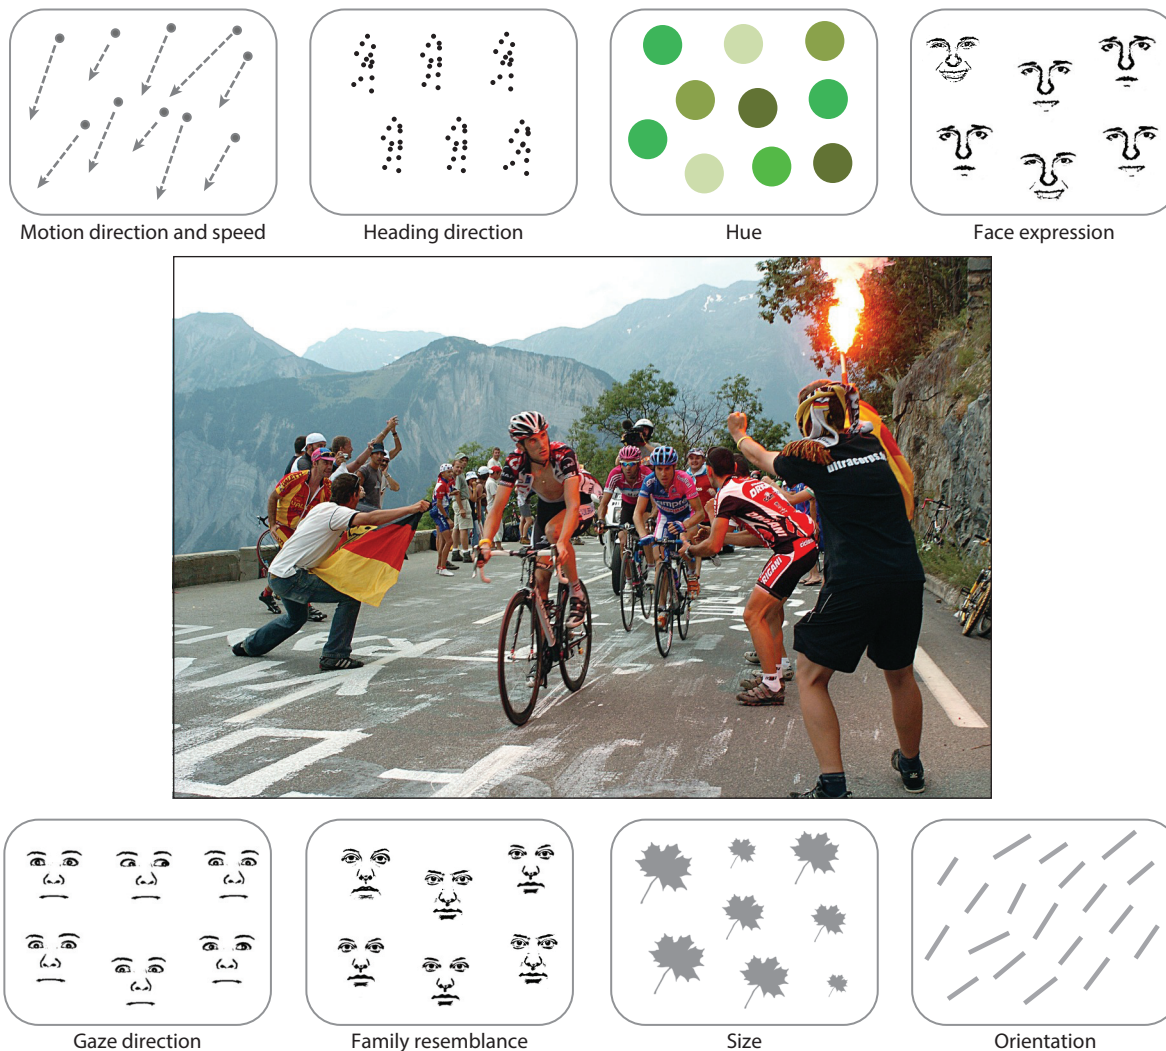 Motion direction and speed
Heading direction
Hue
Face expression
ultracorps.
Gaze direction
Family resemblance
Size
Orientation